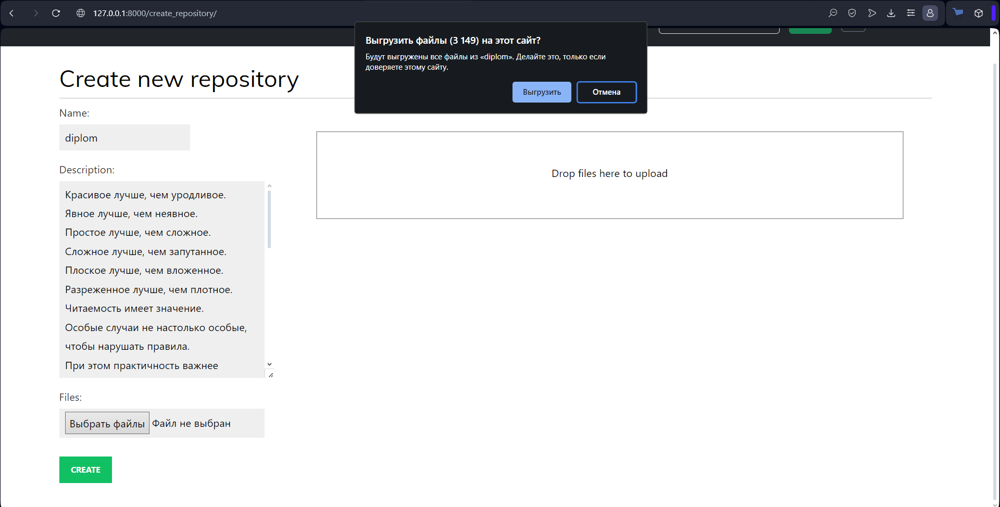 127.0.0.1:8000/create_repository/
Выгрузить файлы (3 149) на этот сайт?
Будут выгружены все файлы из «diplom». Делайте это, только если
доверяете этому сайту.
Выгрузить
Отмена
Create new repository
Name:
diplom
Description:
Красивое лучше, чем уродливое.
Явное лучше, чем неявное.
Простое лучше, чем сложное.
Сложное лучше, чем запутанное.
Плоское лучше, чем вложенное.
Разреженное лучше, чем плотное.
Читаемость имеет значение.
Особые случаи не настолько особые,
чтобы нарушать правила.
При этом практичность важнее
Drop files here to upload
Files:
Выбрать файлы Файл не выбран
CREATE